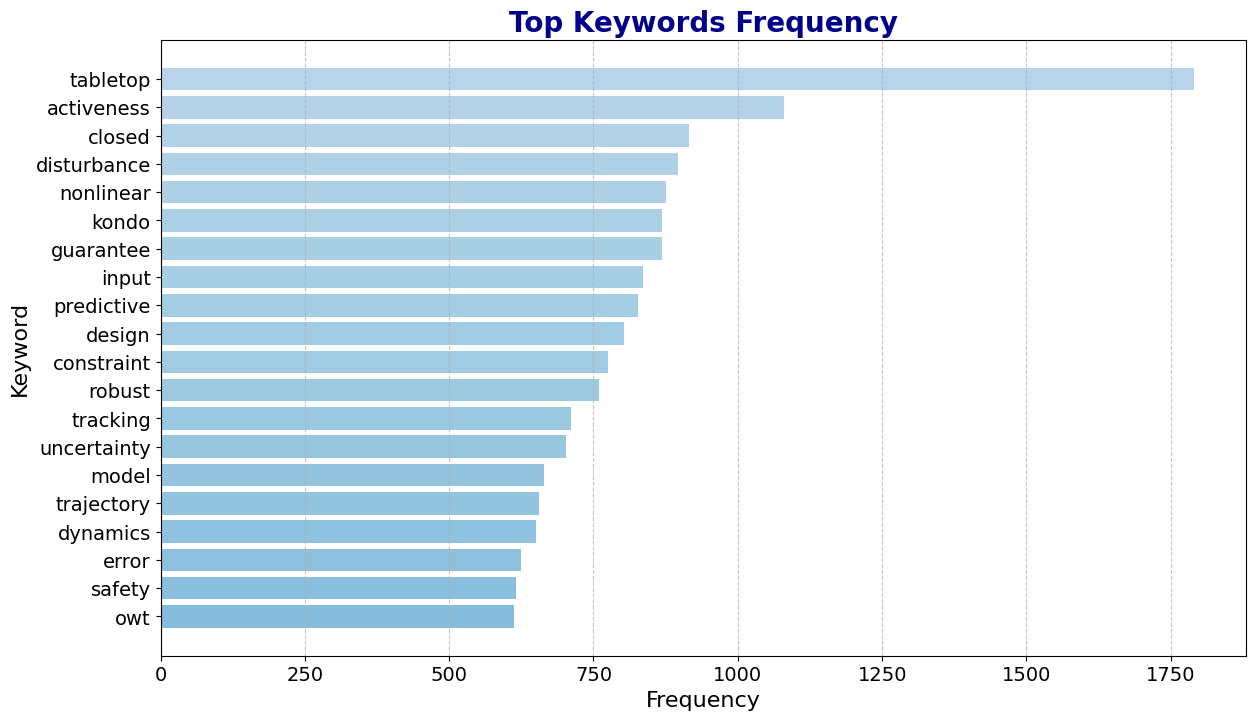 Top Keywords Frequency
Keyword
tabletop
activeness
closed
disturbance
nonlinear
kondo
guarantee
input
predictive
design
constraint
robust
tracking
uncertainty
model
trajectory
dynamics
error
safety
owt
0 250 500 750 1000 1250 1500 1750
Frequency